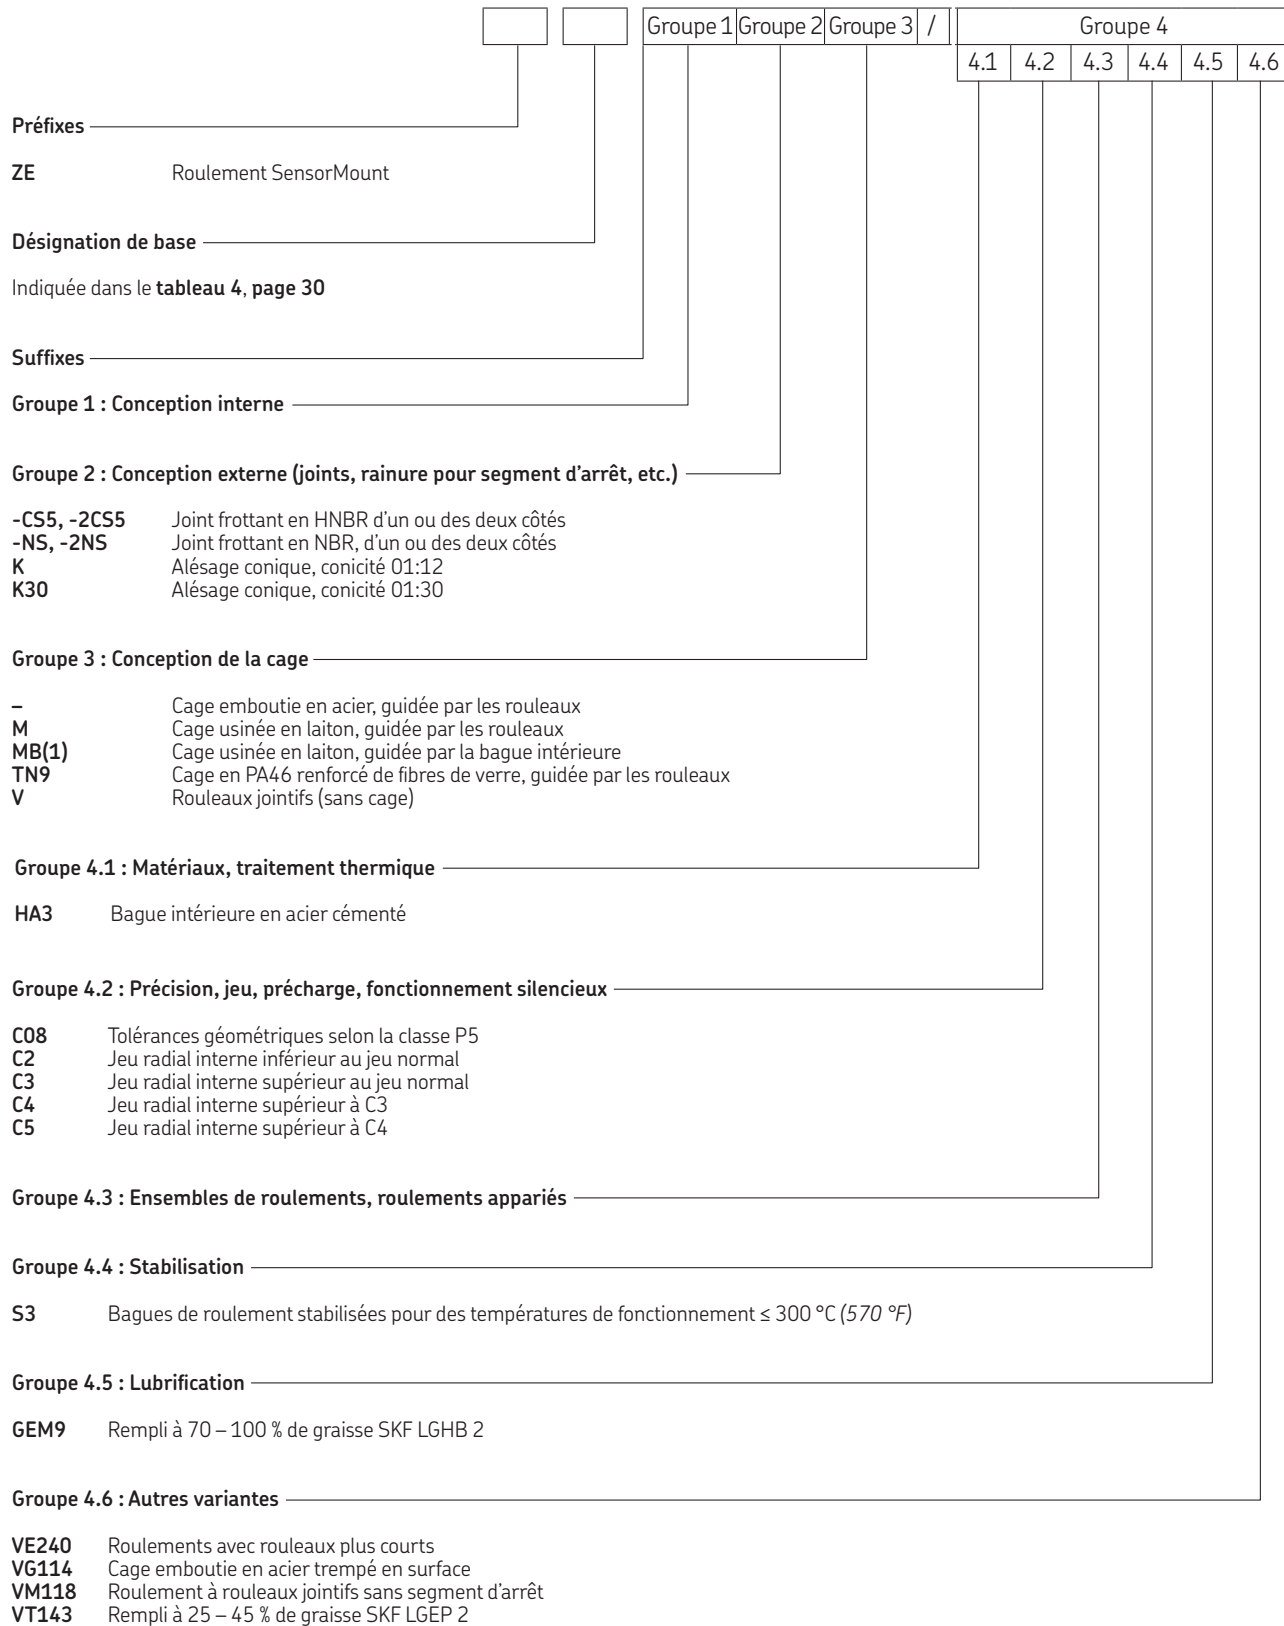 Groupe 1 Groupe 2 Groupe 3 / Groupe 4
4.1 4.2 4.3 4.4 4.5 4.6
Préfixes
ZE Roulement SensorMount
Désignation de base
Indiquée dans le tableau 4, page 30
Suffixes
Groupe 1 : Conception interne
Groupe 2 : Conception externe (joints, rainure pour segment d’arrêt, etc.)
-CS5, -2CS5 Joint frottant en HNBR d’un ou des deux côtés
-NS, -2NS Joint frottant en NBR, d’un ou des deux côtés
K Alésage conique, conicité 01:12
K30 Alésage conique, conicité 01:30
Groupe 3 : Conception de la cage
– Cage emboutie en acier, guidée par les rouleaux
M Cage usinée en laiton, guidée par les rouleaux
MB(1) Cage usinée en laiton, guidée par la bague intérieure
TN9 Cage en PA46 renforcé de fibres de verre, guidée par les rouleaux
V Rouleaux jointifs (sans cage)
Groupe 4.1 : Matériaux, traitement thermique
HA3 Bague intérieure en acier cémenté
Groupe 4.2 : Précision, jeu, précharge, fonctionnement silencieux
C08 Tolérances géométriques selon la classe P5
C2 Jeu radial interne inférieur au jeu normal
C3 Jeu radial interne supérieur au jeu normal
C4 Jeu radial interne supérieur à C3
C5 Jeu radial interne supérieur à C4
Groupe 4.3 : Ensembles de roulements, roulements appariés
Groupe 4.4 : Stabilisation
S3 Bagues de roulement stabilisées pour des températures de fonctionnement ≤ 300 °C (570 °F)
Groupe 4.5 : Lubrification
GEM9 Rempli à 70 – 100 % de graisse SKF LGHB 2
Groupe 4.6 : Autres variantes
VE240 Roulements avec rouleaux plus courts
VG114 Cage emboutie en acier trempé en surface
VM118 Roulement à rouleaux jointifs sans segment d’arrêt
VT143 Rempli à 25 – 45 % de graisse SKF LGEP 2